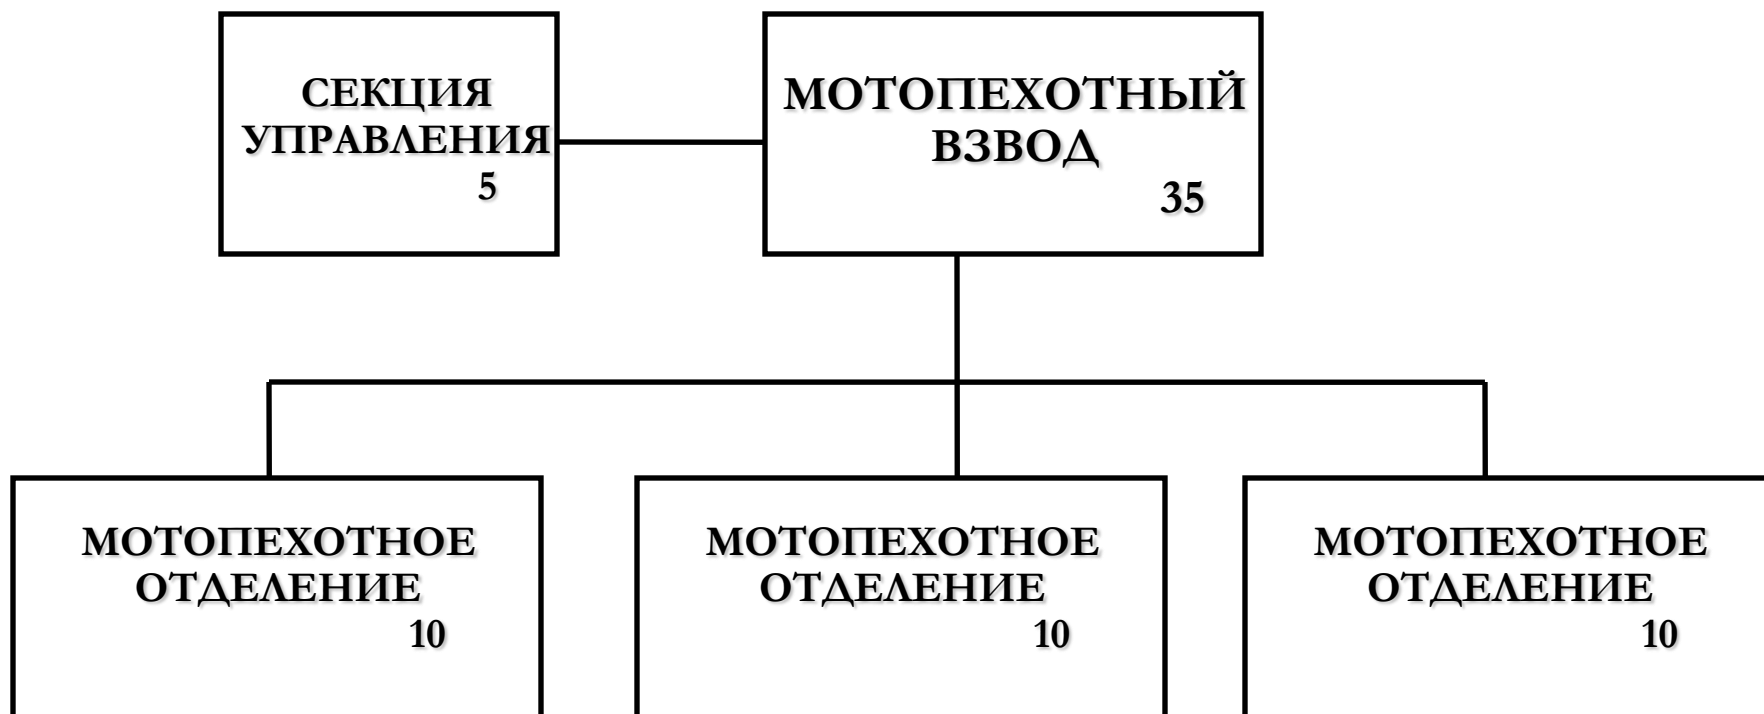 СЕКЦИЯ
УПРАВЛЕНИЯ
5
МОТОПЕХОТНЫЙ
ВЗВОД
35
МОТОПЕХОТНОЕ
ОТДЕЛЕНИЕ
10
МОТОПЕХОТНОЕ
ОТДЕЛЕНИЕ
10
МОТОПЕХОТНОЕ
ОТДЕЛЕНИЕ
10